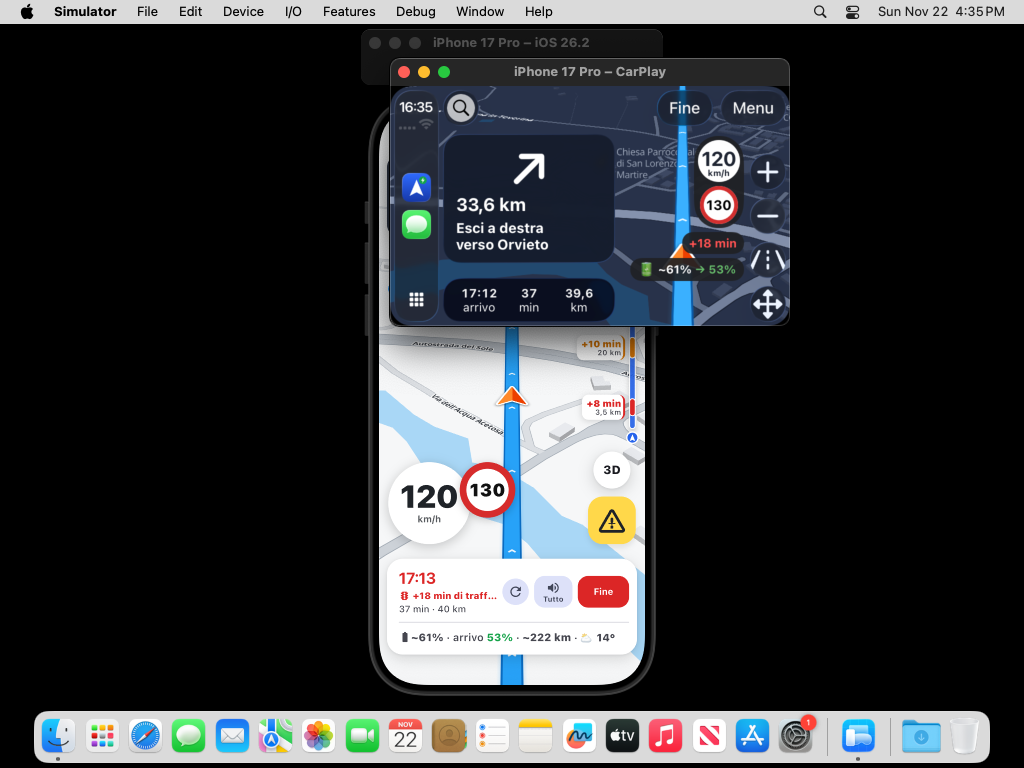 Simulator File Edit Device I/O Features Debug Window Help Sun Nov 22 4:35 PM
iPhone 17 Pro – iOS 26.2
iPhone 17 Pro – CarPlay
16:35
Fine
Menu
Chiesa Parrocchial
di San Lorenzo
Martire
120
km/h
130
33,6 km
Esci a destra
verso Orvieto
+18 min
~61% → 53%
17:12 37 39,6
arrivo min km
Autostrada del Sole
+10 min
20 km
+8 min
3,5 km
Via dell'Acqua Acetosa
3D
120
km/h
130
17:13
+18 min di traff...
37 min · 40 km
Tutto
Fine
~61% · arrivo 53% · ~222 km · 14°
NOV
22
tv
1